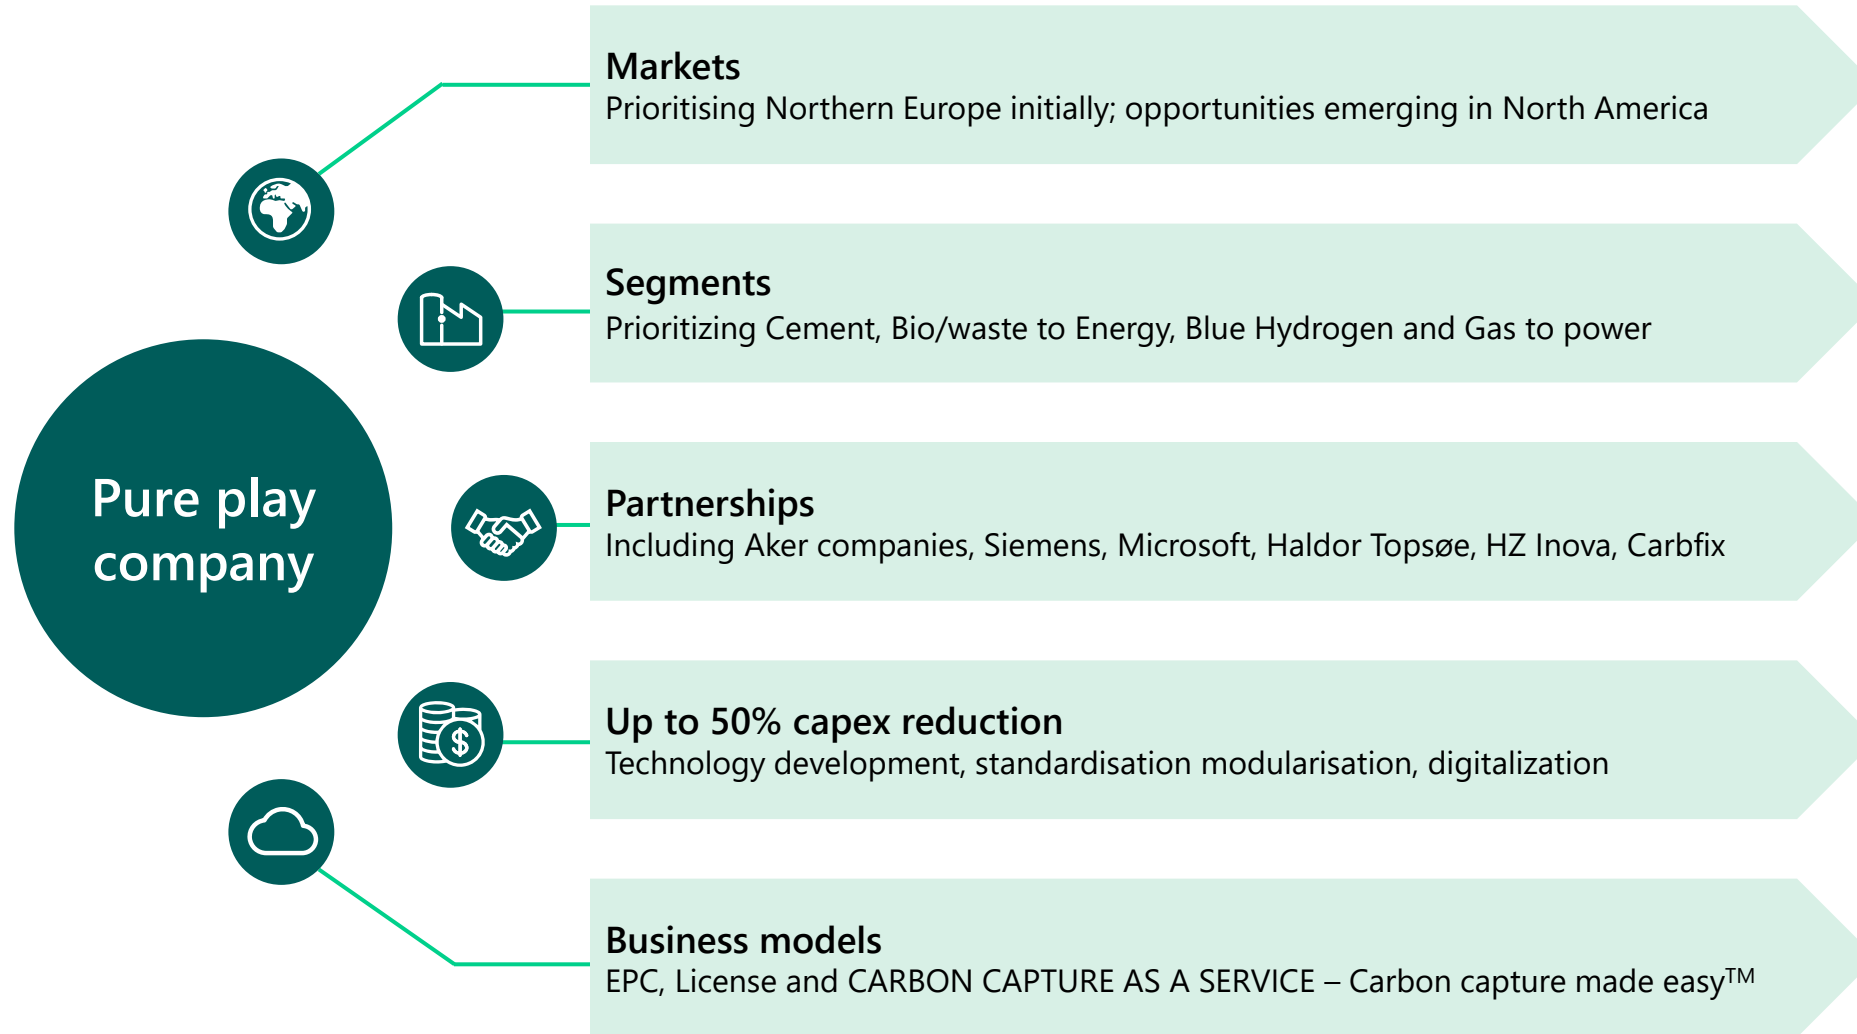 Markets
Prioritising Northern Europe initially; opportunities emerging in North America
Segments
Prioritizing Cement, Bio/waste to Energy, Blue Hydrogen and Gas to power
Pure play
company
Partnerships
Including Aker companies, Siemens, Microsoft, Haldor Topsøe, HZ Inova, Carbfix
Up to 50% capex reduction
Technology development, standardisation modularisation, digitalization
Business models
EPC, License and CARBON CAPTURE AS A SERVICE – Carbon capture made easy™